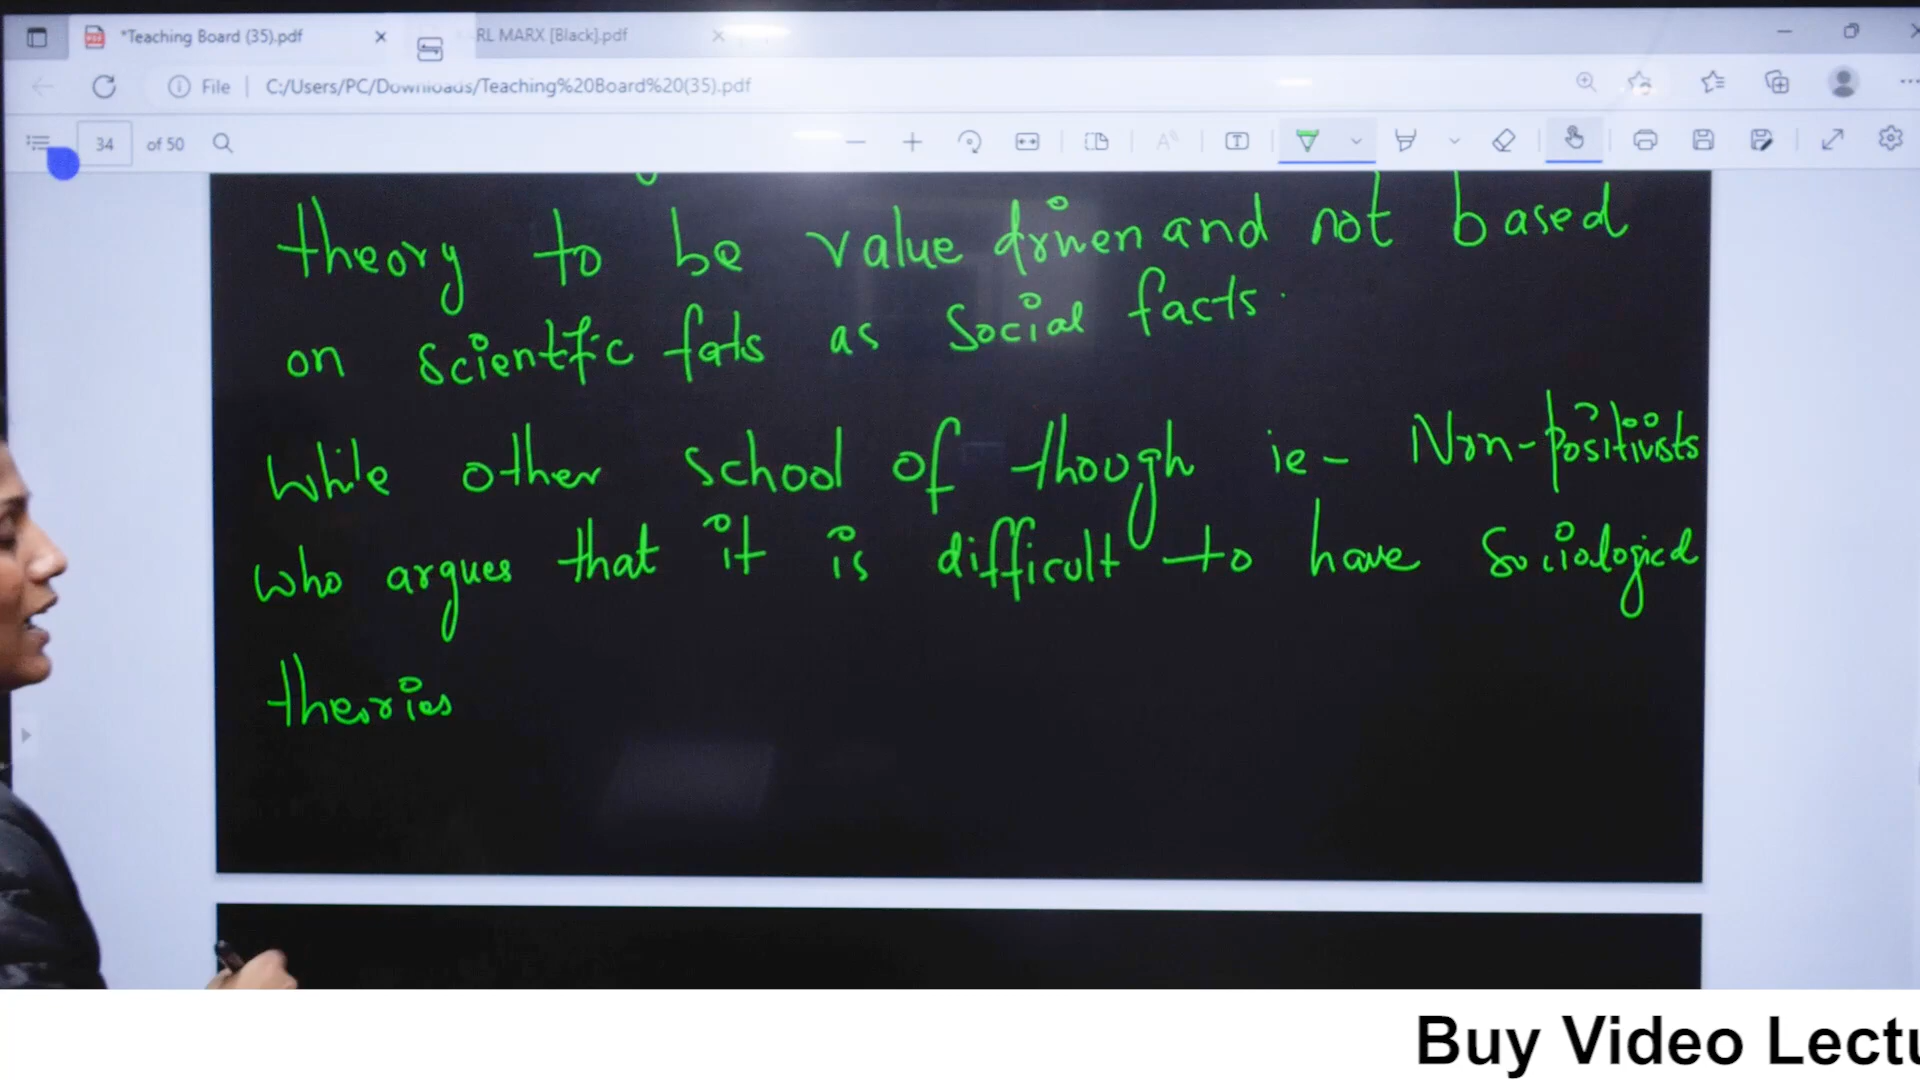 *Teaching Board (35).pdf
RL MARX [Black].pdf
File C:/Users/PC/Downloads/Teaching%20Board%20(35).pdf
34 of 50
theory to be value driven and not based
on scientific fats as social facts.
While other school of though ie - Non-positivists
who argues that it is difficult to have sociological
theories
Buy Video Lectu